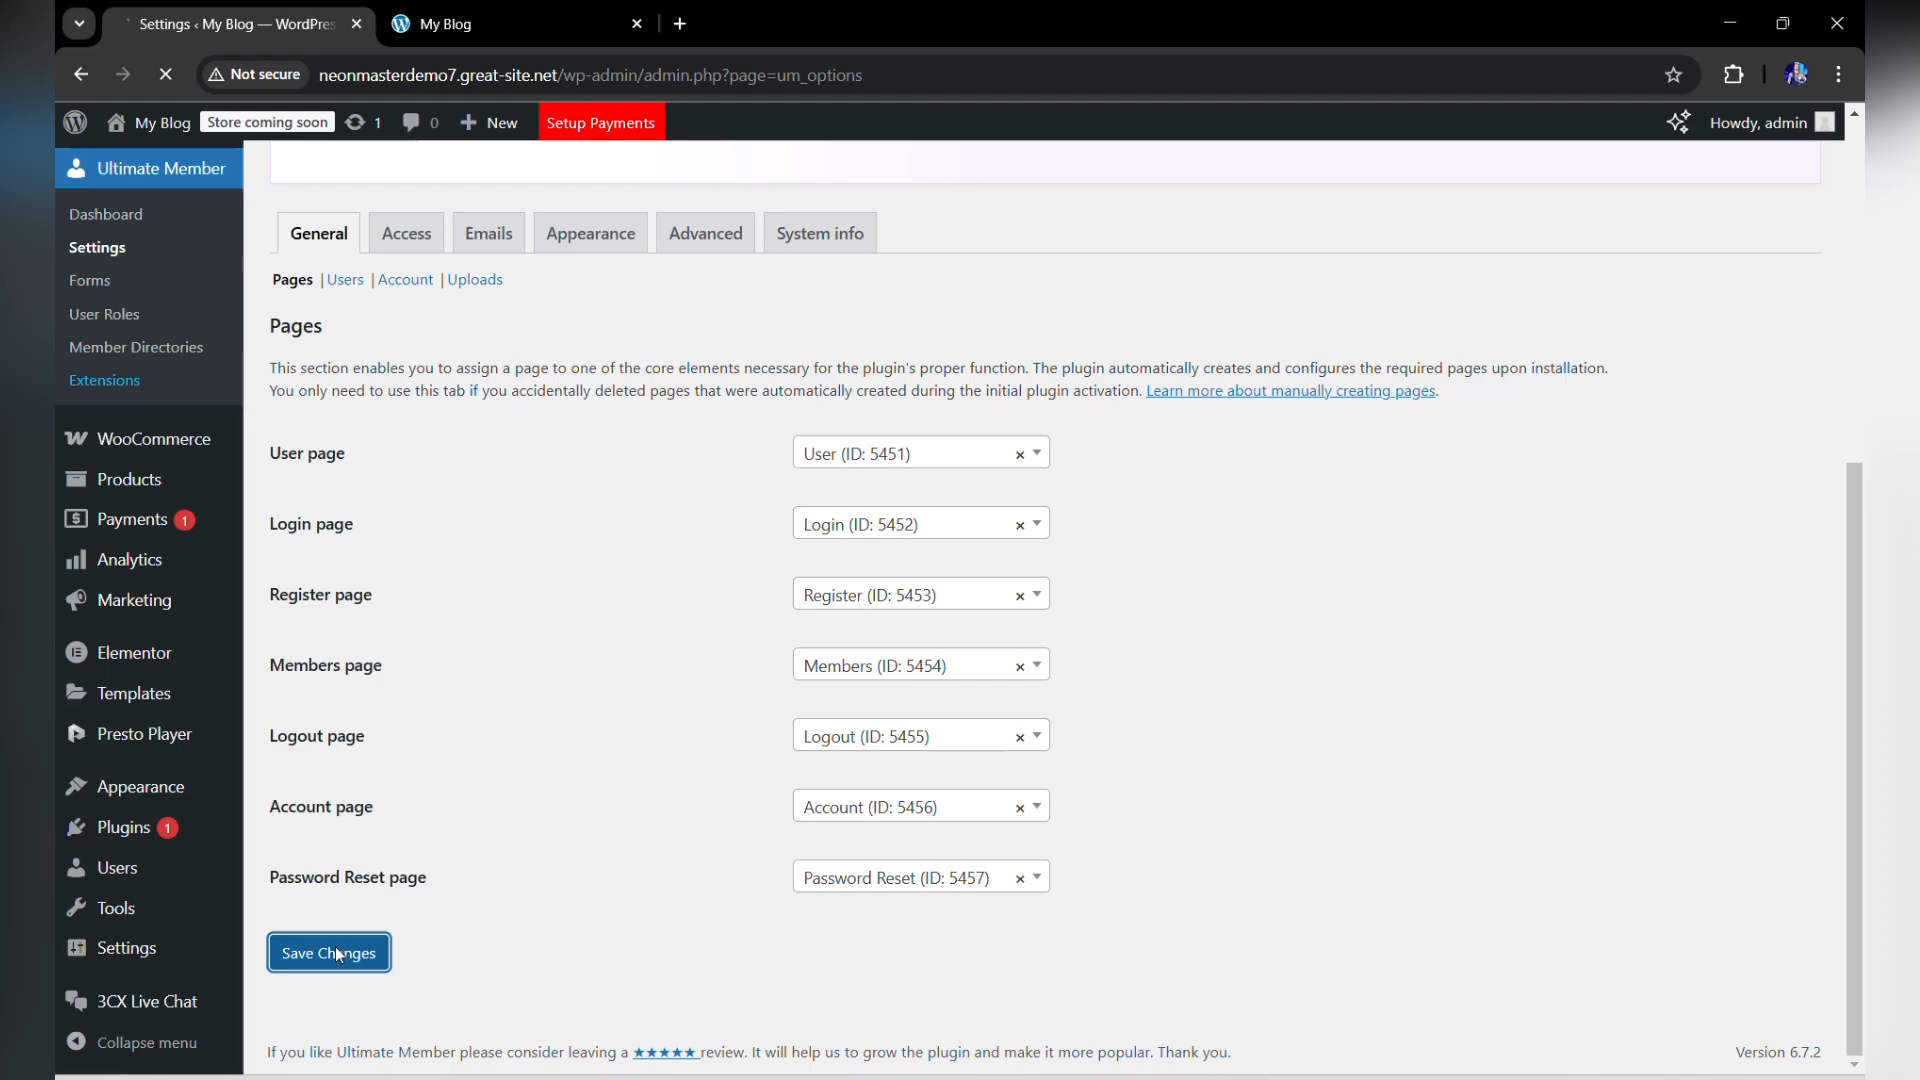 Settings ‹ My Blog — WordPres
My Blog
Not secure
neonmasterdemo7.great-site.net/wp-admin/admin.php?page=um_options
My Blog
Store coming soon
1
0
New
Setup Payments
Howdy, admin
Ultimate Member
Dashboard
Settings
Forms
User Roles
Member Directories
Extensions
WooCommerce
Products
Payments 1
Analytics
Marketing
Elementor
Templates
Presto Player
Appearance
Plugins 1
Users
Tools
Settings
3CX Live Chat
Collapse menu
General
Access
Emails
Appearance
Advanced
System info
Pages | Users | Account | Uploads
Pages
This section enables you to assign a page to one of the core elements necessary for the plugin's proper function. The plugin automatically creates and configures the required pages upon installation.
You only need to use this tab if you accidentally deleted pages that were automatically created during the initial plugin activation. Learn more about manually creating pages.
User page
User (ID: 5451)
Login page
Login (ID: 5452)
Register page
Register (ID: 5453)
Members page
Members (ID: 5454)
Logout page
Logout (ID: 5455)
Account page
Account (ID: 5456)
Password Reset page
Password Reset (ID: 5457)
Save Changes
If you like Ultimate Member please consider leaving a ★★★★★ review. It will help us to grow the plugin and make it more popular. Thank you.
Version 6.7.2